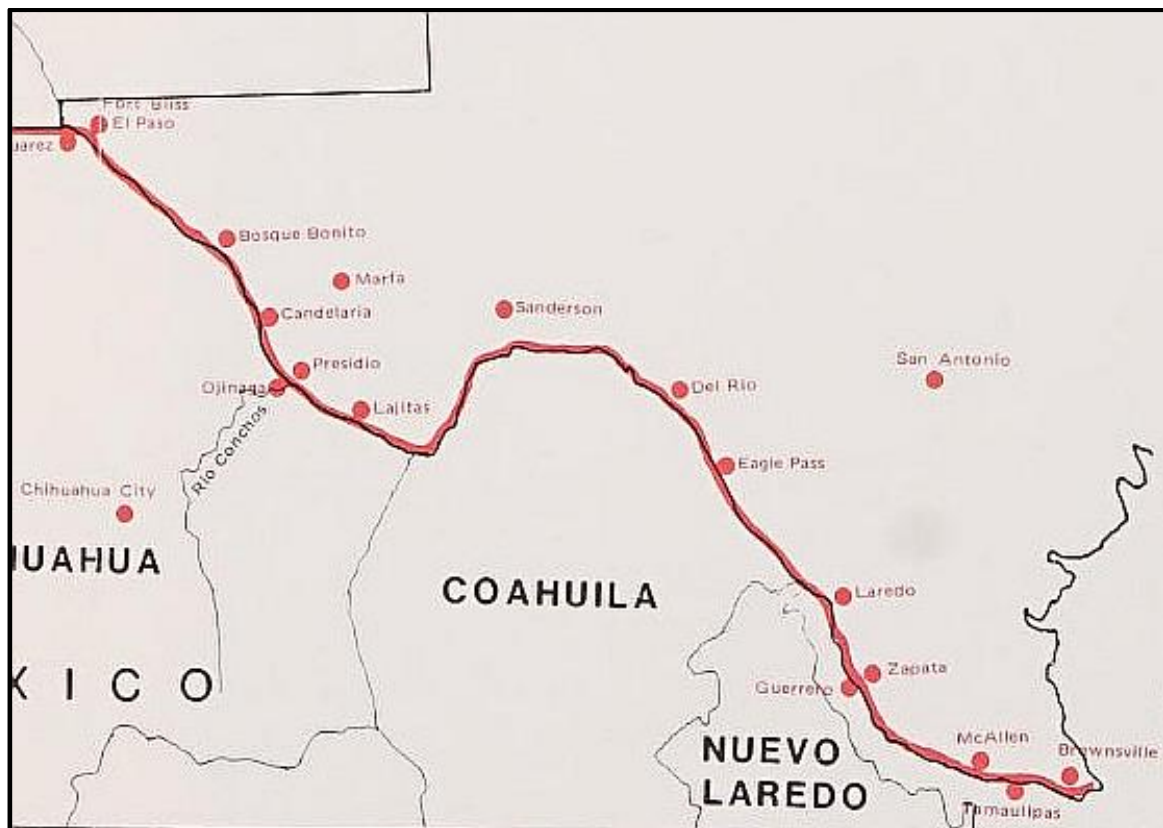 Fort Bliss
El Paso
uarez
Bosque Bonito
Marfa
Candelaria
Sanderson
Presidio
Ojinaga
San Antonio
Del Rio
Lajitas
Rio Conchos
Eagle Pass
Chihuahua City
HUAHUA
COAHUILA
Laredo
XICO
Zapata
Guerrero
McAllen
NUEVO
LAREDO
Brownsville
Tamaulipas